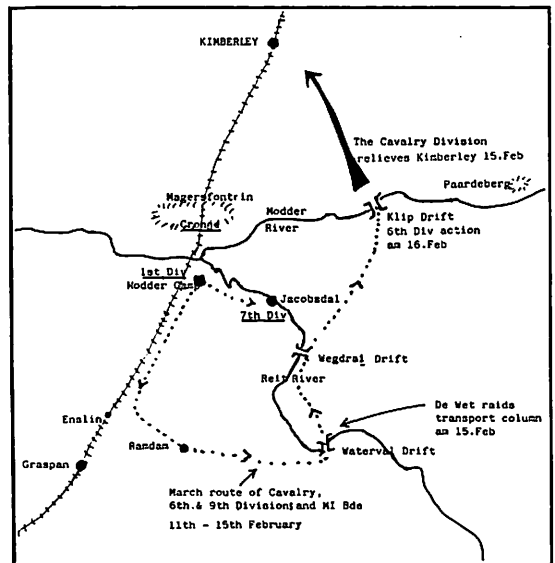 KIMBERLEY
The Cavalry Division
relieves Kimberley 15.Feb
Paardeberg
Magersfontrin
Gronnd
Modder
River
Klip Drift
6th Div action
am 16.Feb
1st Div
Modder Camp
Jacobsdal
7th Div
Wegdrai Drift
Reit River
De Wet raids
transport column
am 15.Feb
Enslin
Ramdam
Waterval Drift
Graspan
March route of Cavalry,
6th.& 9th Divisions and MI Bde
11th - 15th February